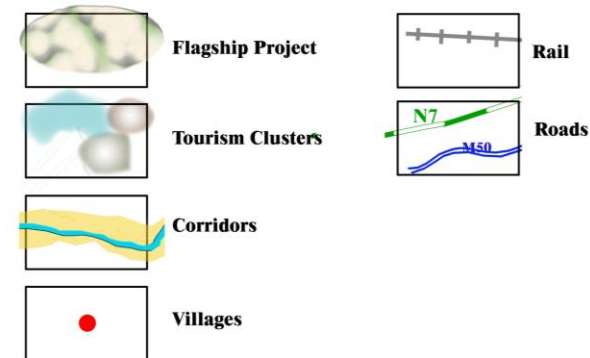 Flagship Project
Rail
Tourism Clusters
N7
M50
Roads
Corridors
Villages